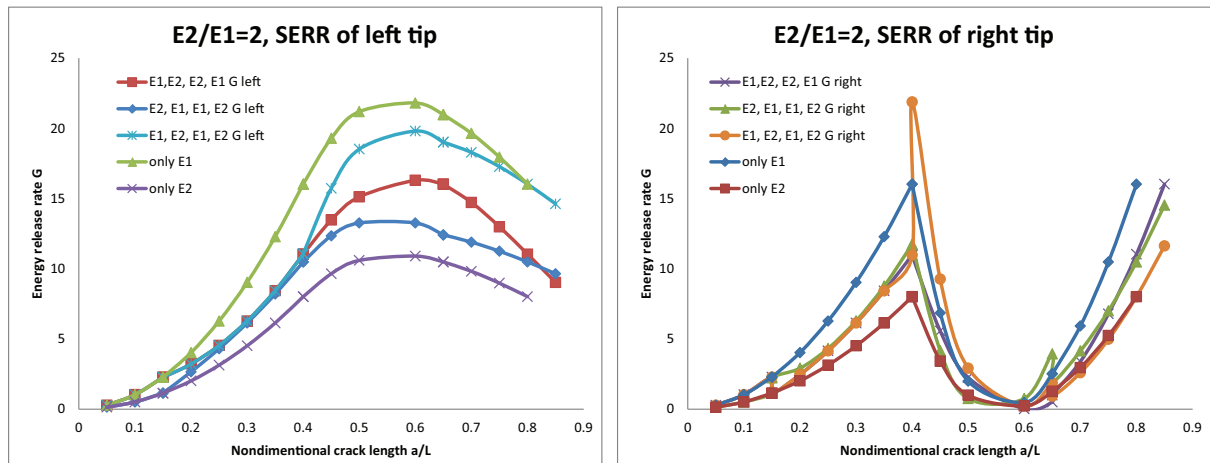 E2/E1=2, SERR of left tip
25
20
15
10
5
0
Energy release rate G
E1,E2, E2, E1 G left
E2, E1, E1, E2 G left
E1, E2, E1, E2 G left
only E1
only E2
0 0.1 0.2 0.3 0.4 0.5 0.6 0.7 0.8 0.9
Nondimentional crack length a/L
E2/E1=2, SERR of right tip
25
20
15
10
5
0
Energy release rate G
E1,E2, E2, E1 G right
E2, E1, E1, E2 G right
E1, E2, E1, E2 G right
only E1
only E2
0 0.1 0.2 0.3 0.4 0.5 0.6 0.7 0.8 0.9
Nondimentional crack length a/L